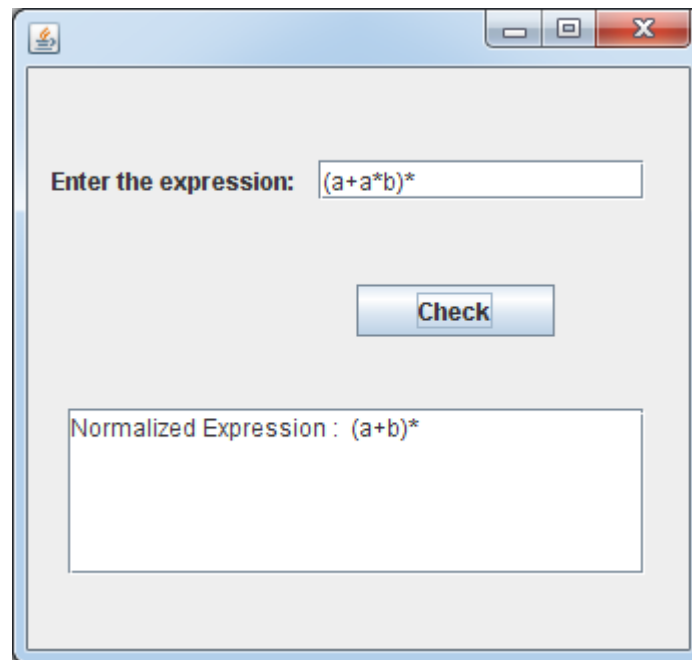 Enter the expression: (a+a*b)*
Check
Normalized Expression : (a+b)*